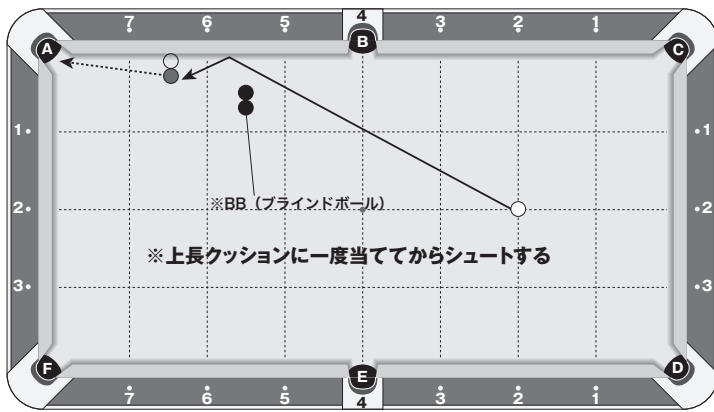 7 6 5 4 3 2 1
A B C
1 1
※BB（ブラインドボール）
2 2
※上長クッションに一度当ててからシュートする
3 3
F E D
7 6 5 4 3 2 1